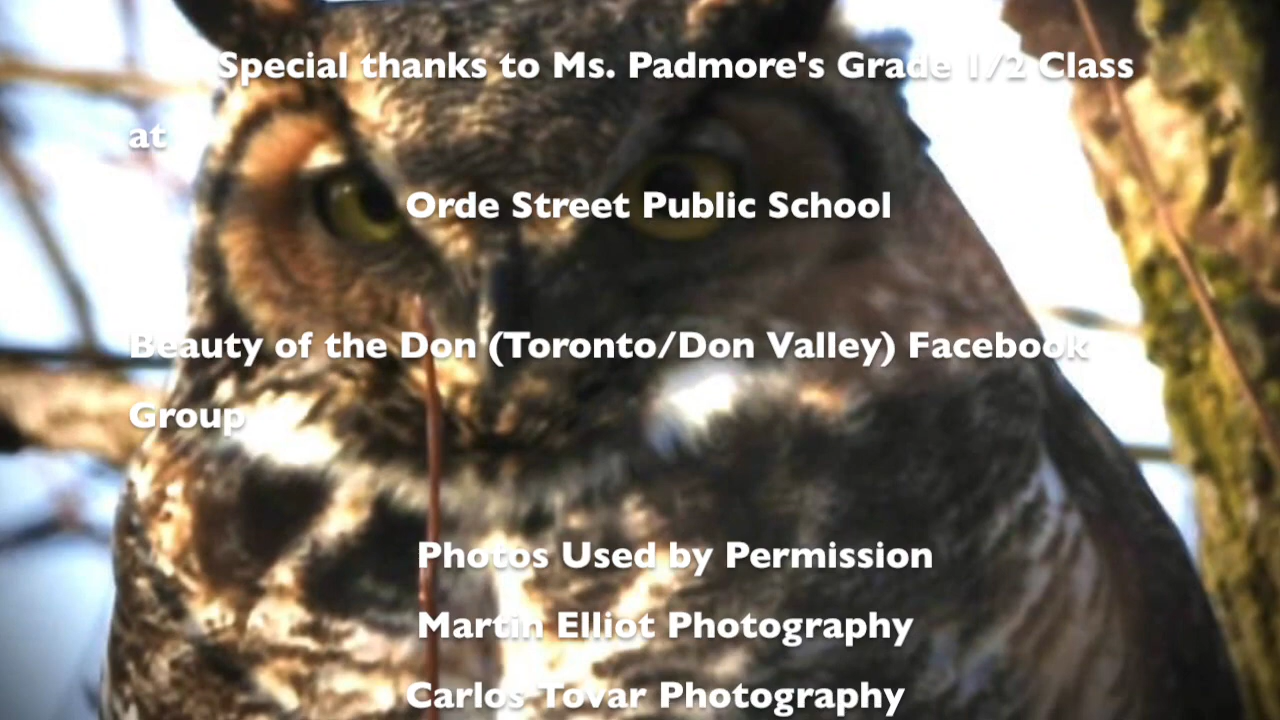 Special thanks to Ms. Padmore's Grade 1/2 Class
at
Orde Street Public School
Beauty of the Don (Toronto/Don Valley) Facebook
Group
Photos Used by Permission
Martin Elliot Photography
Carlos Tovar Photography